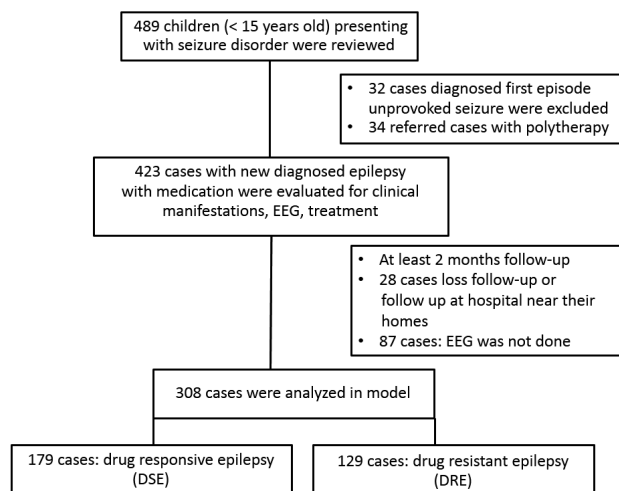 489 children (< 15 years old) presenting
with seizure disorder were reviewed
• 32 cases diagnosed first episode
unprovoked seizure were excluded
• 34 referred cases with polytherapy
423 cases with new diagnosed epilepsy
with medication were evaluated for clinical
manifestations, EEG, treatment
• At least 2 months follow-up
• 28 cases loss follow-up or
follow up at hospital near their
homes
• 87 cases: EEG was not done
308 cases were analyzed in model
179 cases: drug responsive epilepsy
(DSE)
129 cases: drug resistant epilepsy
(DRE)